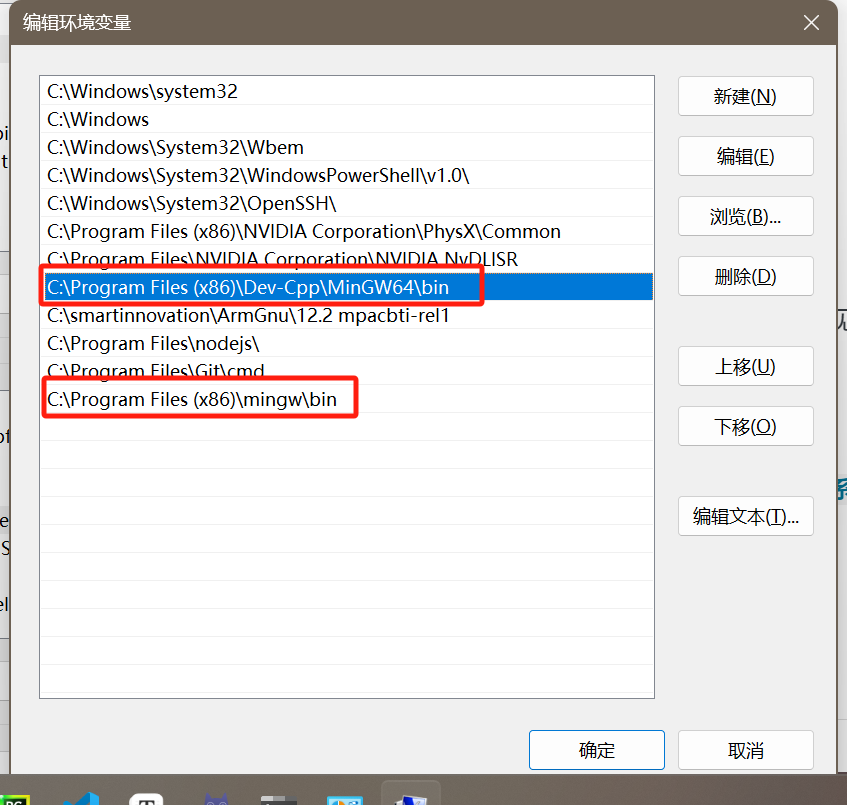 编辑环境变量
C:\Windows\system32
C:\Windows
C:\Windows\System32\Wbem
C:\Windows\System32\WindowsPowerShell\v1.0\
C:\Windows\System32\OpenSSH\
C:\Program Files (x86)\NVIDIA Corporation\PhysX\Common
C:\Program Files\NVIDIA Corporation\NVIDIA NvDLISR
C:\Program Files (x86)\Dev-Cpp\MinGW64\bin
C:\smartinnovation\ArmGnu\12.2 mpacbti-rel1
C:\Program Files\nodejs\
C:\Program Files\Git\cmd
C:\Program Files (x86)\mingw\bin
新建(N)
编辑(E)
浏览(B)...
删除(D)
上移(U)
下移(O)
编辑文本(T)...
确定
取消